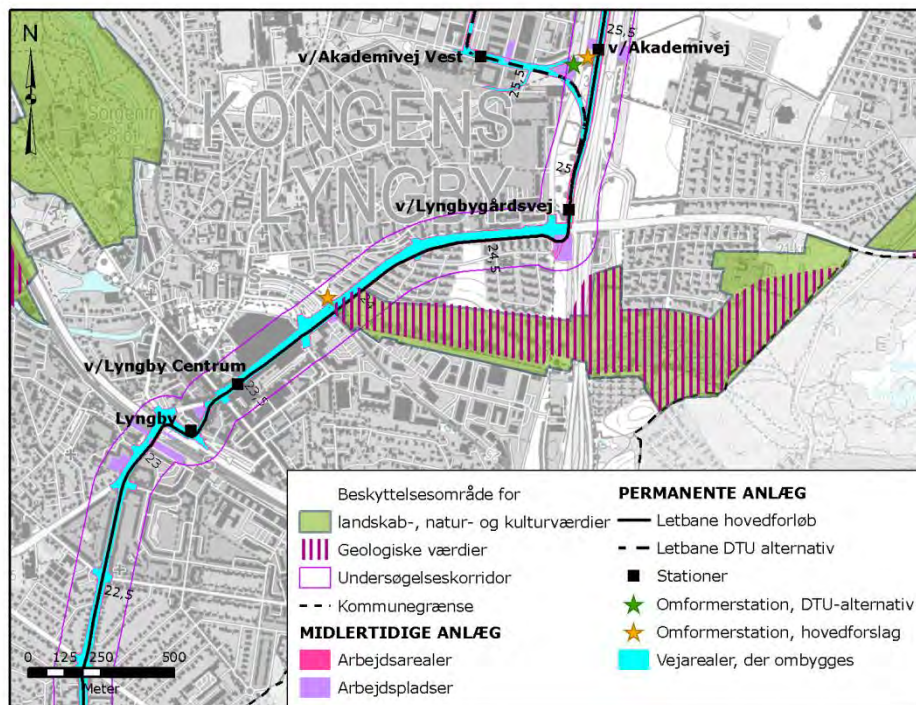 N
25,5
v/Akademivej
v/Akademivej Vest
25,5
KONGENS
LYNGBY
25
v/Lyngbygårdsvej
24,5
v/Lyngby Centrum
23,5
Lyngby
23
22,5
0 125 250 500
Meter
Beskyttelsesområde for
landskab-, natur- og kulturværdier
Geologiske værdier
Undersøgelseskorridor
Kommunegrænse
MIDLERTIDIGE ANLÆG
Arbejdsarealer
Arbejdspladser
PERMANENTE ANLÆG
Letbane hovedforløb
Letbane DTU alternativ
Stationer
Omformerstation, DTU-alternativ
Omformerstation, hovedforslag
Vejarealer, der ombygges